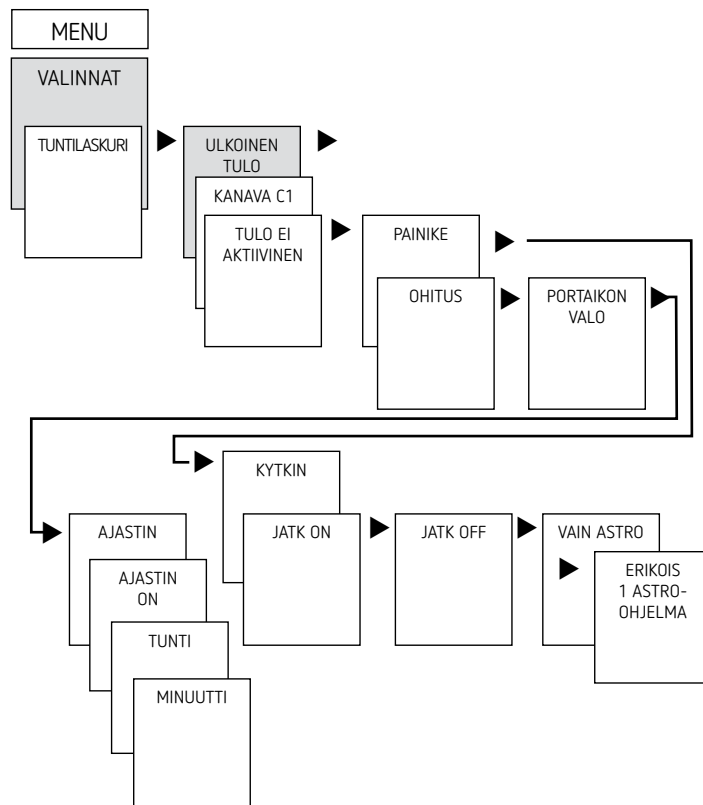 MENU
VALINNAT
TUNTILASKURI
ULKOINEN
TULO
KANAVA C1
TULO EI
AKTIIVINEN
PAINIKE
OHITUS
PORTAIKON
VALO
KYTKIN
JATK ON
JATK OFF
VAIN ASTRO
ERIKOIS
1 ASTRO-
OHJELMA
AJASTIN
AJASTIN
ON
TUNTI
MINUUTTI